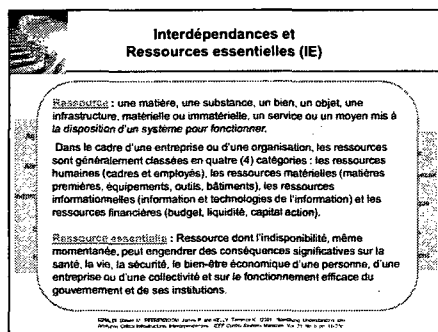 Interdépendances et
Ressources essentielles (IE)
Ressource : une matière, une substance, un bien, un objet, une
infrastructure, matérielle ou immatérielle, un service ou un moyen mis à
la disposition d'un système pour fonctionner.
Dans le cadre d'une entreprise ou d'une organisation, les ressources
sont généralement classées en quatre (4) catégories : les ressources
humaines (cadres et employés), les ressources matérielles (matières
premières, équipements, outils, bâtiments), les ressources
informationnelles (information et technologies de l'information) et les
ressources financières (budget, liquidité, capital action).
Ressource essentielle : Ressource dont l'indisponibilité, même
momentanée, peut engendrer des conséquences significatives sur la
santé, la vie, la sécurité, le bien-être économique d'une personne, d'une
entreprise ou d'une collectivité et sur le fonctionnement efficace du
gouvernement et de ses institutions.